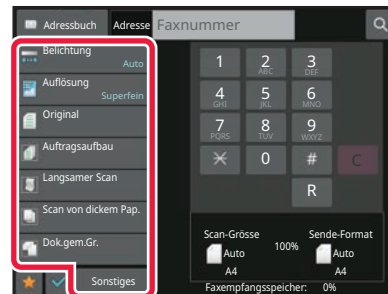 Adressbuch Adresse Faxnummer
Belichtung
Auto
Auflösung
Superfein
Original
Auftragsaufbau
Langsamer Scan
Scan von dickem Pap.
Dok.gem.Gr.
Sonstiges
1 2 3
ABC DEF
4 5 6
GHI JKL MNO
7 8 9
PQRS TUV WXYZ
0 # C
R
Scan-Grösse Sende-Format
Auto 100% Auto
A4 A4
Faxempfangsspeicher: 0%